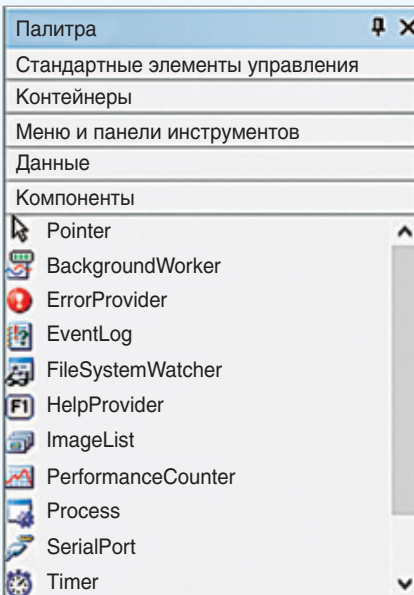 Палитра
Стандартные элементы управления
Контейнеры
Меню и панели инструментов
Данные
Компоненты
Pointer
BackgroundWorker
ErrorProvider
EventLog
FileSystemWatcher
F1 HelpProvider
ImageList
PerformanceCounter
Process
SerialPort
Timer